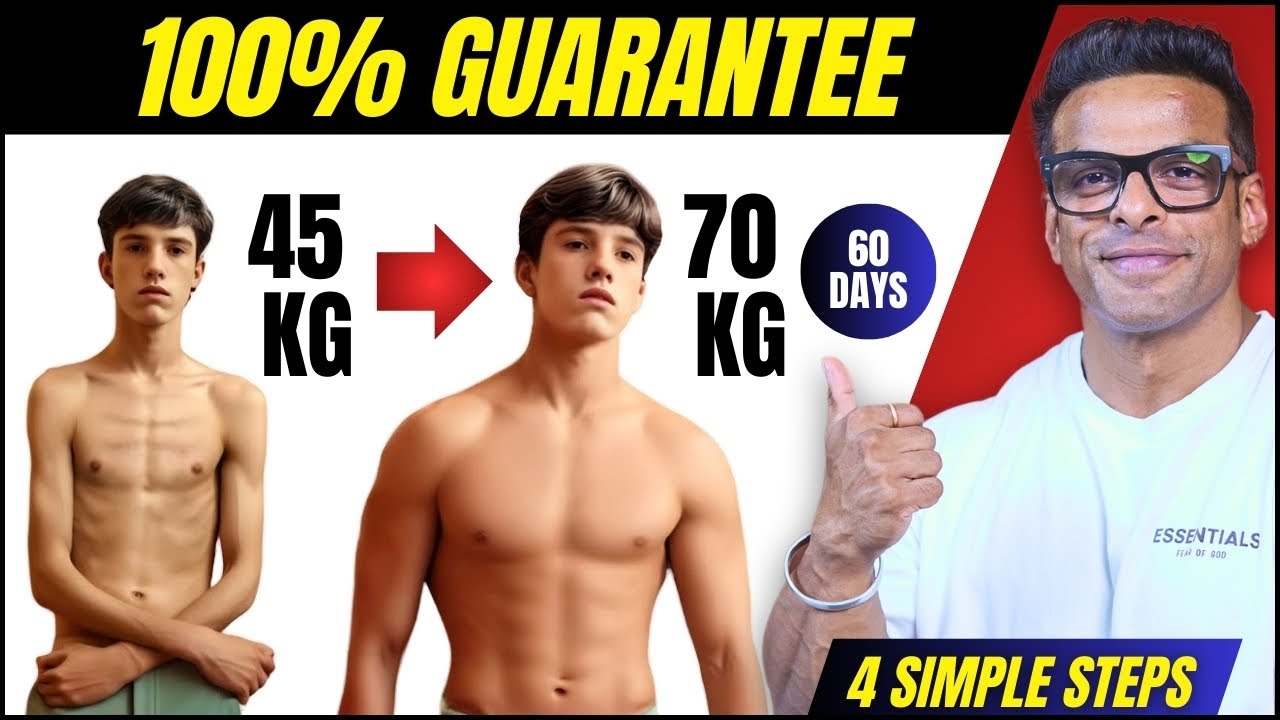 100% GUARANTEE
45
KG
70
KG
60
DAYS
ESSENTIALS
FEAR OF GOD
4 SIMPLE STEPS